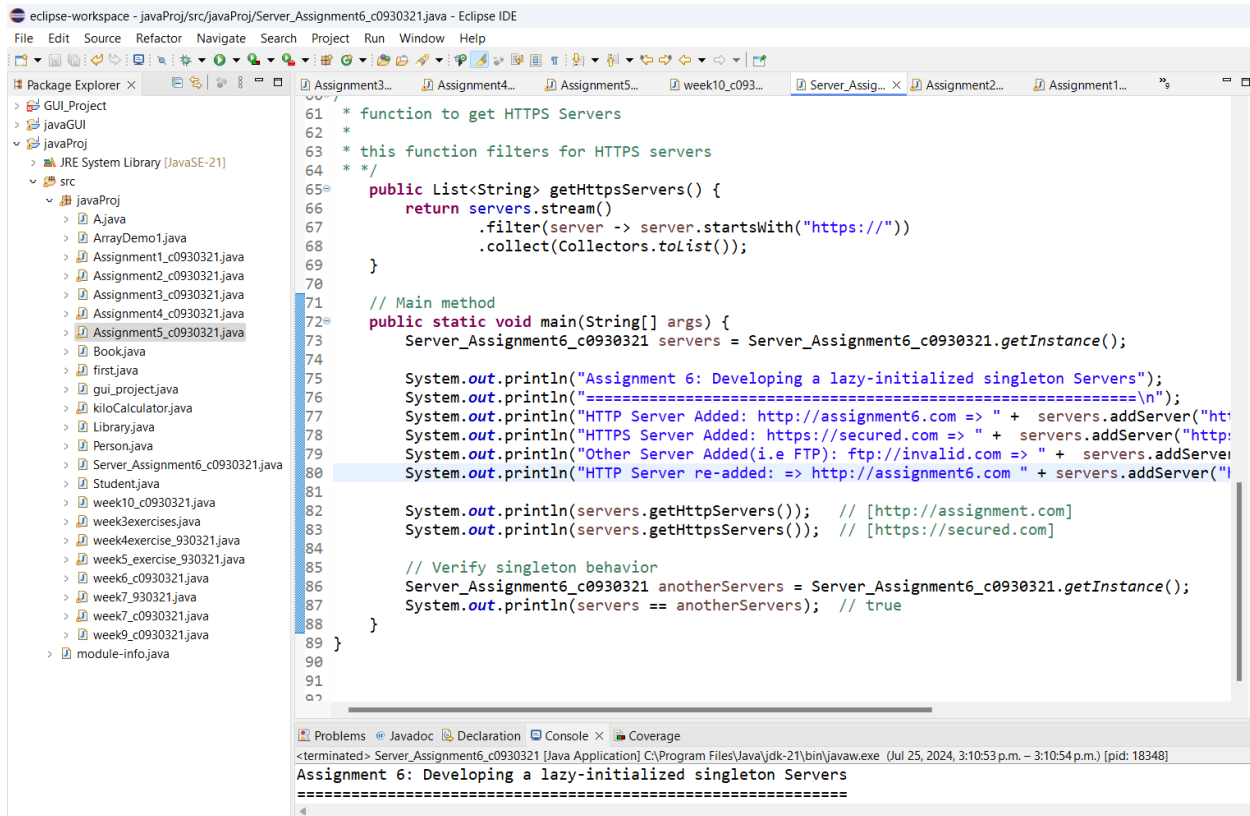 eclipse-workspace - javaProj/src/javaProj/Server_Assignment6_c0930321.java - Eclipse IDE
File Edit Source Refactor Navigate Search Project Run Window Help
Package Explorer
GUI_Project
javaGUI
javaProj
JRE System Library [JavaSE-21]
src
javaProj
A.java
ArrayDemo1.java
Assignment1_c0930321.java
Assignment2_c0930321.java
Assignment3_c0930321.java
Assignment4_c0930321.java
Assignment5_c0930321.java
Book.java
first.java
gui_project.java
kiloCalculator.java
Library.java
Person.java
Server_Assignment6_c0930321.java
Student.java
week10_c0930321.java
week3exercises.java
week4exercise_930321.java
week5_exercise_930321.java
week6_c0930321.java
week7_930321.java
week7_c0930321.java
week9_c0930321.java
module-info.java
Assignment3... Assignment4... Assignment5... week10_c093... Server_Assig... Assignment2... Assignment1... 9
61 * function to get HTTPS Servers
62 *
63 * this function filters for HTTPS servers
64 * */
65 public List<String> getHttpsServers() {
66 return servers.stream()
67 .filter(server -> server.startsWith("https://"))
68 .collect(Collectors.toList());
69 }
70
71 // Main method
72 public static void main(String[] args) {
73 Server_Assignment6_c0930321 servers = Server_Assignment6_c0930321.getInstance();
74
75 System.out.println("Assignment 6: Developing a lazy-initialized singleton Servers");
76 System.out.println("=============================================================\n");
77 System.out.println("HTTP Server Added: http://assignment6.com => " + servers.addServer("htt
78 System.out.println("HTTPS Server Added: https://secured.com => " + servers.addServer("https
79 System.out.println("Other Server Added(i.e FTP): ftp://invalid.com => " + servers.addServer
80 System.out.println("HTTP Server re-added: => http://assignment6.com " + servers.addServer("h
81
82 System.out.println(servers.getHttpServers()); // [http://assignment.com]
83 System.out.println(servers.getHttpsServers()); // [https://secured.com]
84
85 // Verify singleton behavior
86 Server_Assignment6_c0930321 anotherServers = Server_Assignment6_c0930321.getInstance();
87 System.out.println(servers == anotherServers); // true
88 }
89 }
90
91
Problems Javadoc Declaration Console Coverage
<terminated> Server_Assignment6_c0930321 [Java Application] C:\Program Files\Java\jdk-21\bin\javaw.exe (Jul 25, 2024, 3:10:53 p.m. – 3:10:54 p.m.) [pid: 18348]
Assignment 6: Developing a lazy-initialized singleton Servers
=============================================================